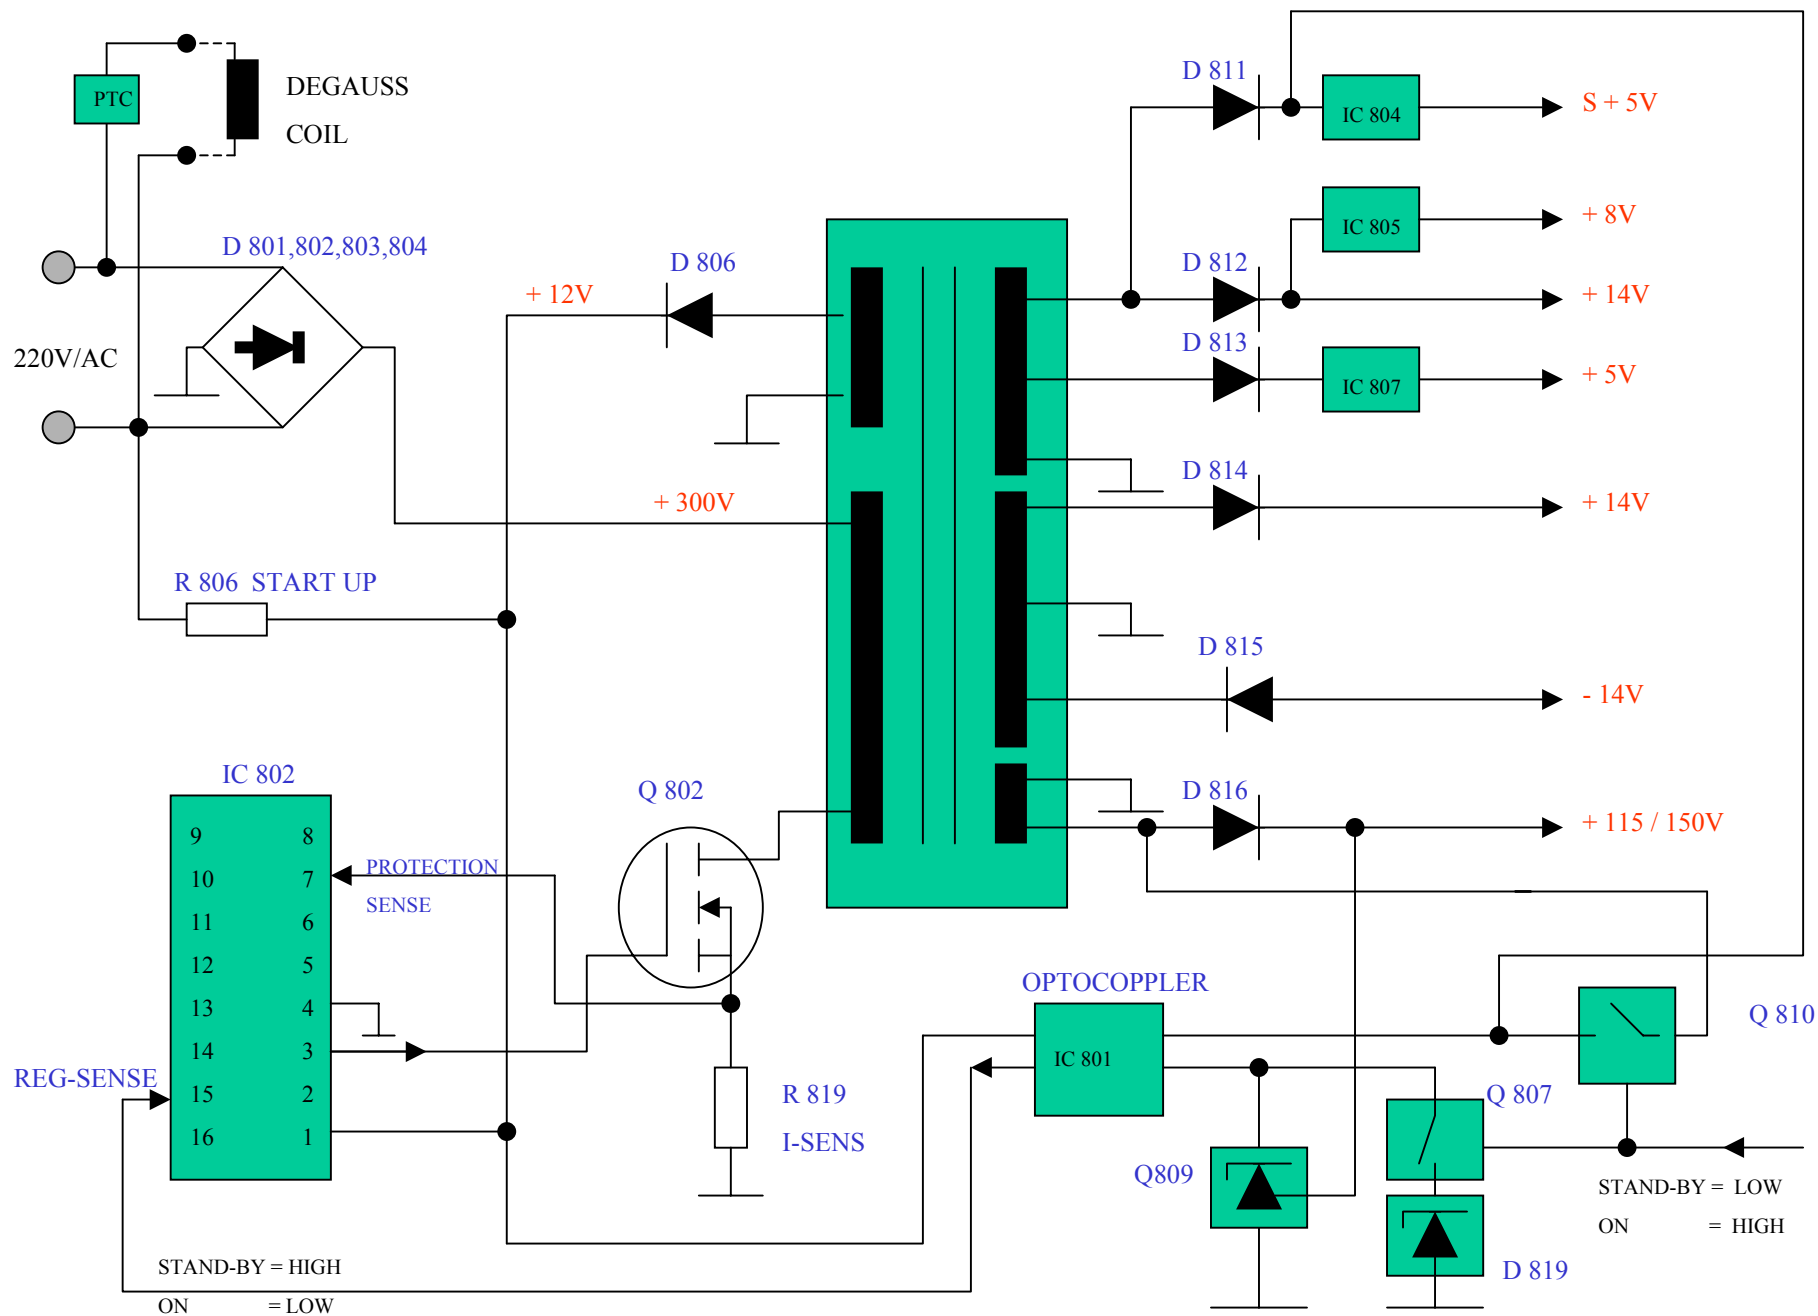 PTC
DEGAUSS
COIL
D 801,802,803,804
220V/AC
+ 12V
D 806
+ 300V
R 806  START UP
D 811
IC 804
S + 5V
IC 805
+ 8V
D 812
+ 14V
D 813
IC 807
+ 5V
D 814
+ 14V
D 815
- 14V
D 816
+ 115 / 150V
IC 802
9 8
10 7
11 6
12 5
13 4
14 3
15 2
16 1
PROTECTION
SENSE
REG-SENSE
Q 802
R 819
I-SENS
OPTOCOPPLER
IC 801
Q 810
Q 807
Q809
D 819
STAND-BY = LOW
ON = HIGH
STAND-BY = HIGH
ON = LOW